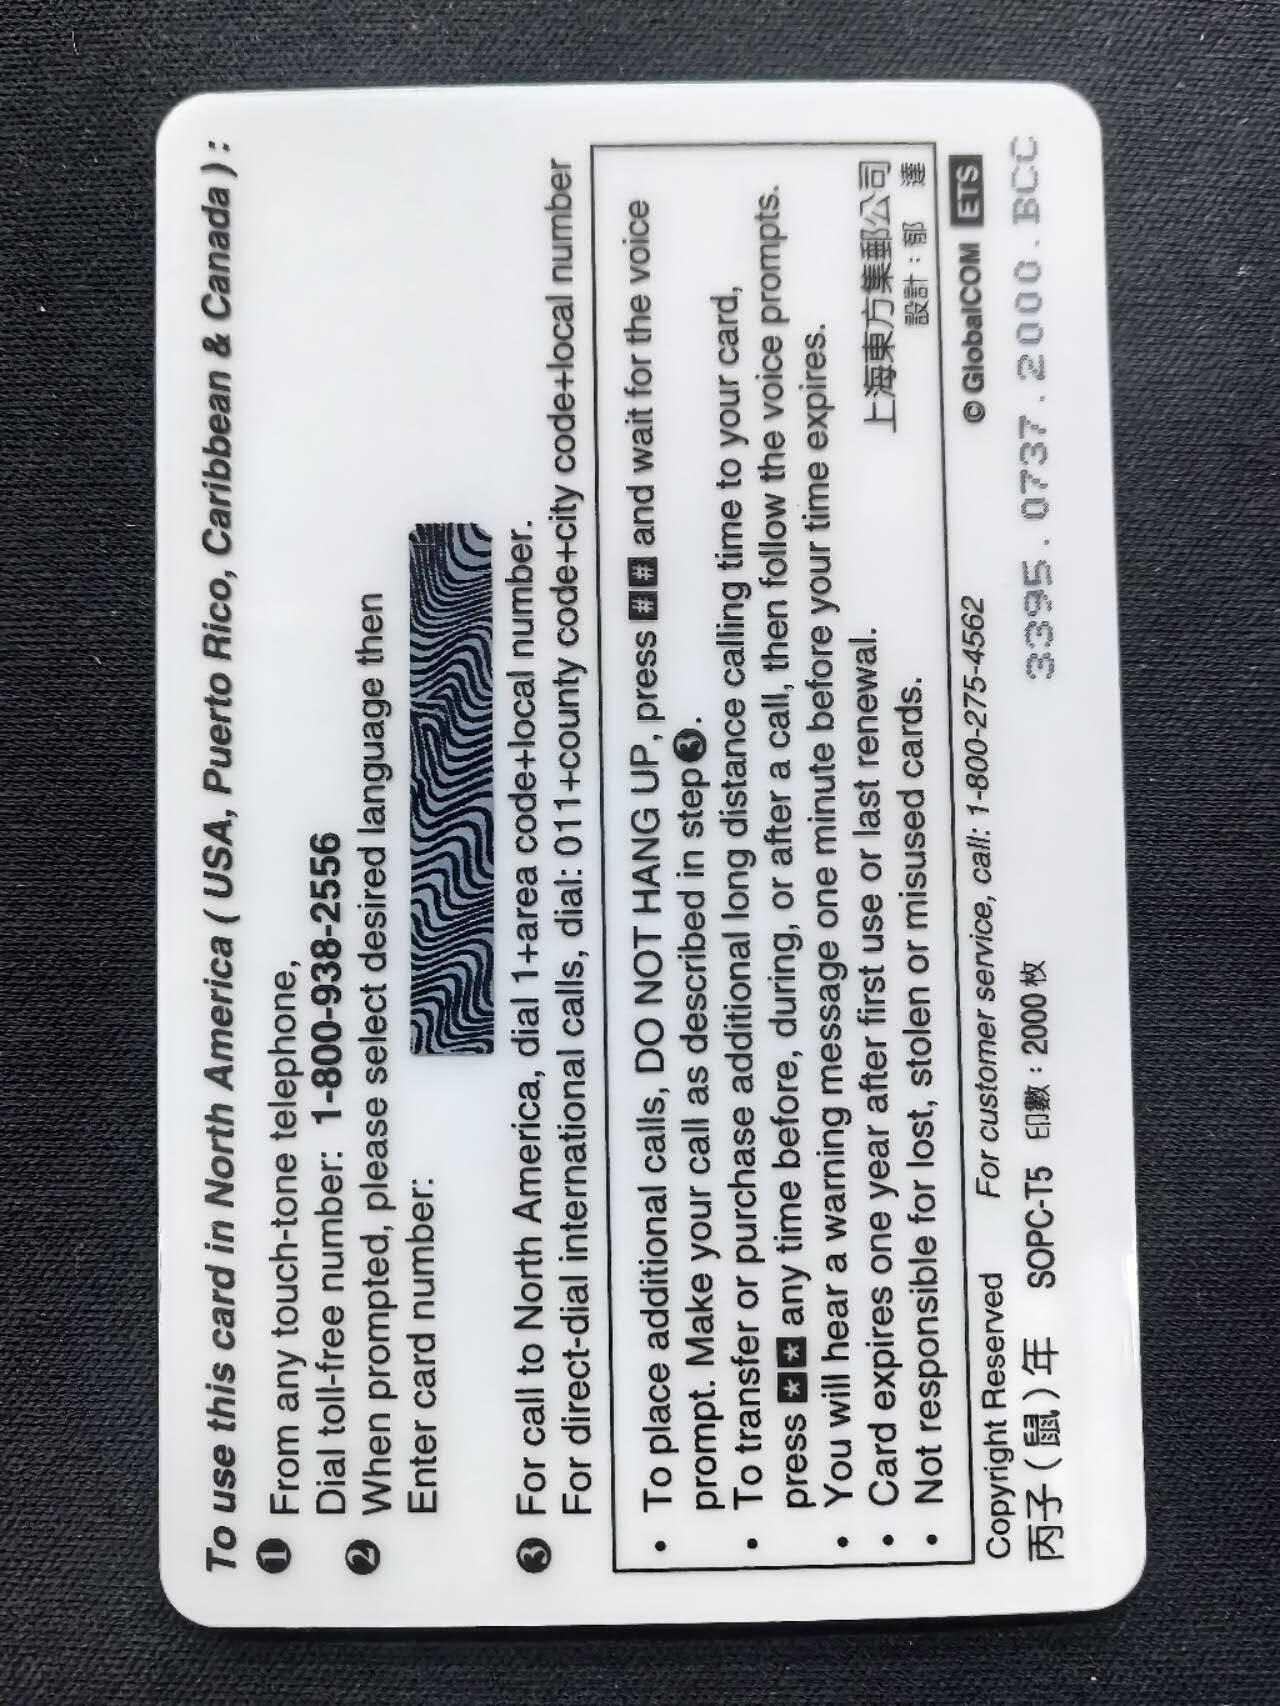 To use this card in North America ( USA, Puerto Rico, Caribbean & Canada ) :
❶ From any touch-tone telephone,
Dial toll-free number: 1-800-938-2556
❷ When prompted, please select desired language then
Enter card number:
❸ For call to North America, dial 1+area code+local number.
For direct-dial international calls, dial: 011+county code+city code+local number
• To place additional calls, DO NOT HANG UP, press # # and wait for the voice
prompt. Make your call as described in step❸.
• To transfer or purchase additional long distance calling time to your card,
press * * any time before, during, or after a call, then follow the voice prompts.
• You will hear a warning message one minute before your time expires.
• Card expires one year after first use or last renewal.
• Not responsible for lost, stolen or misused cards.
上海東方集郵公司
設計：郁 達
Copyright Reserved For customer service, call: 1-800-275-4562 © GlobalCOM ETS
丙子（鼠）年 SOPC-T5 印數：2000枚 3395.0737.2000.BCC